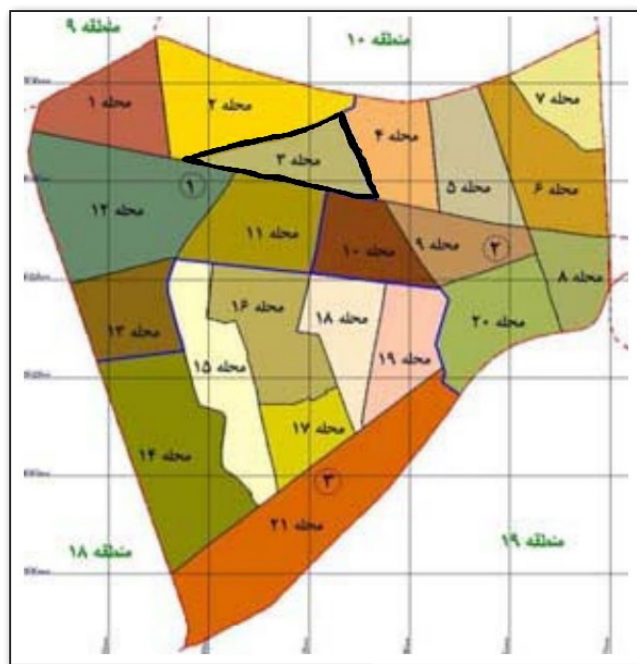 منطقه ۹
منطقه ۱۰
محله ۱
محله ۲
محله ۳
محله ۴
محله ۵
محله ۶
محله ۷
محله ۸
محله ۹
محله ۱۰
محله ۱۱
محله ۱۲
محله ۱۳
محله ۱۴
محله ۱۵
محله ۱۶
محله ۱۷
محله ۱۸
محله ۱۹
محله ۲۰
محله ۲۱
۱
۲
۳
منطقه ۱۸
منطقه ۱۹